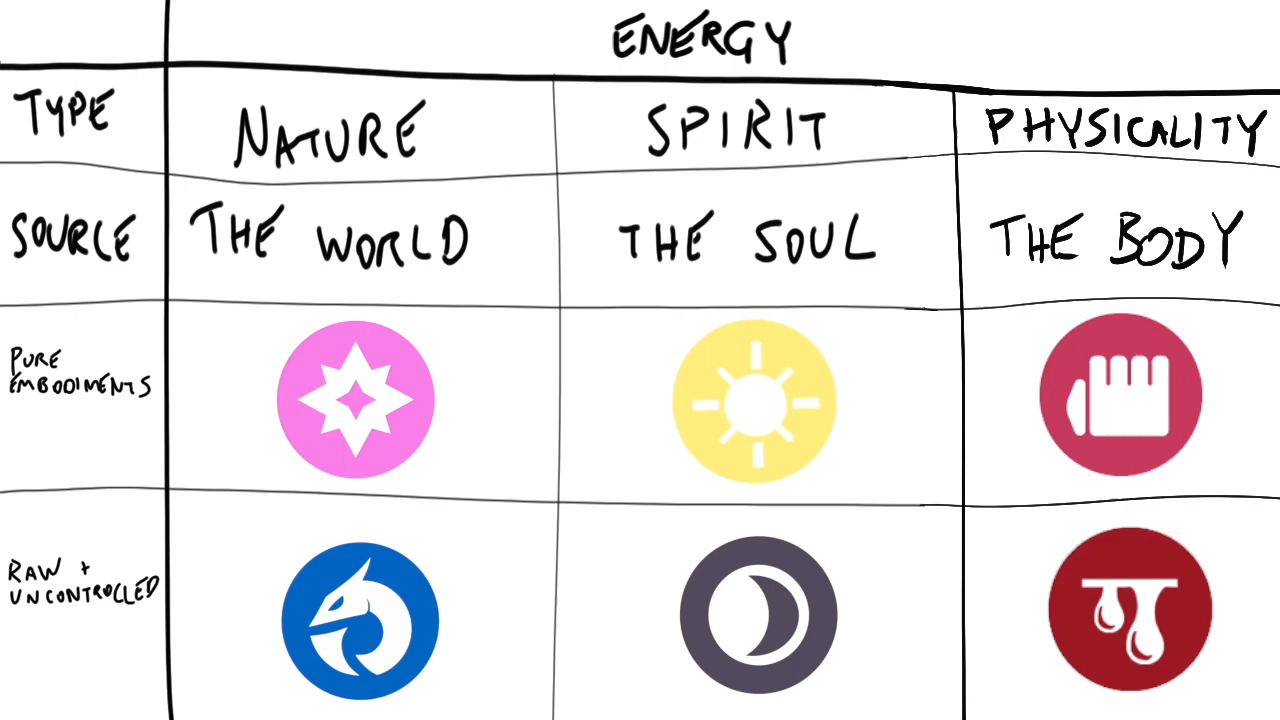 ENERGY
TYPE
NATURE
SPIRIT
PHYSICALITY
SOURCE
THE WORLD
THE SOUL
THE BODY
PURE
EMBODIMENTS
RAW +
UNCONTROLLED